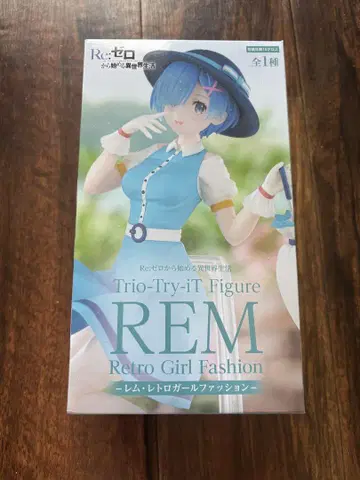 Re:ゼロ
から始める異世界生活
全1種
Re:ゼロから始める異世界生活
Trio-Try-iT Figure
REM
Retro Girl Fashion
−レム・レトロガールファッション−